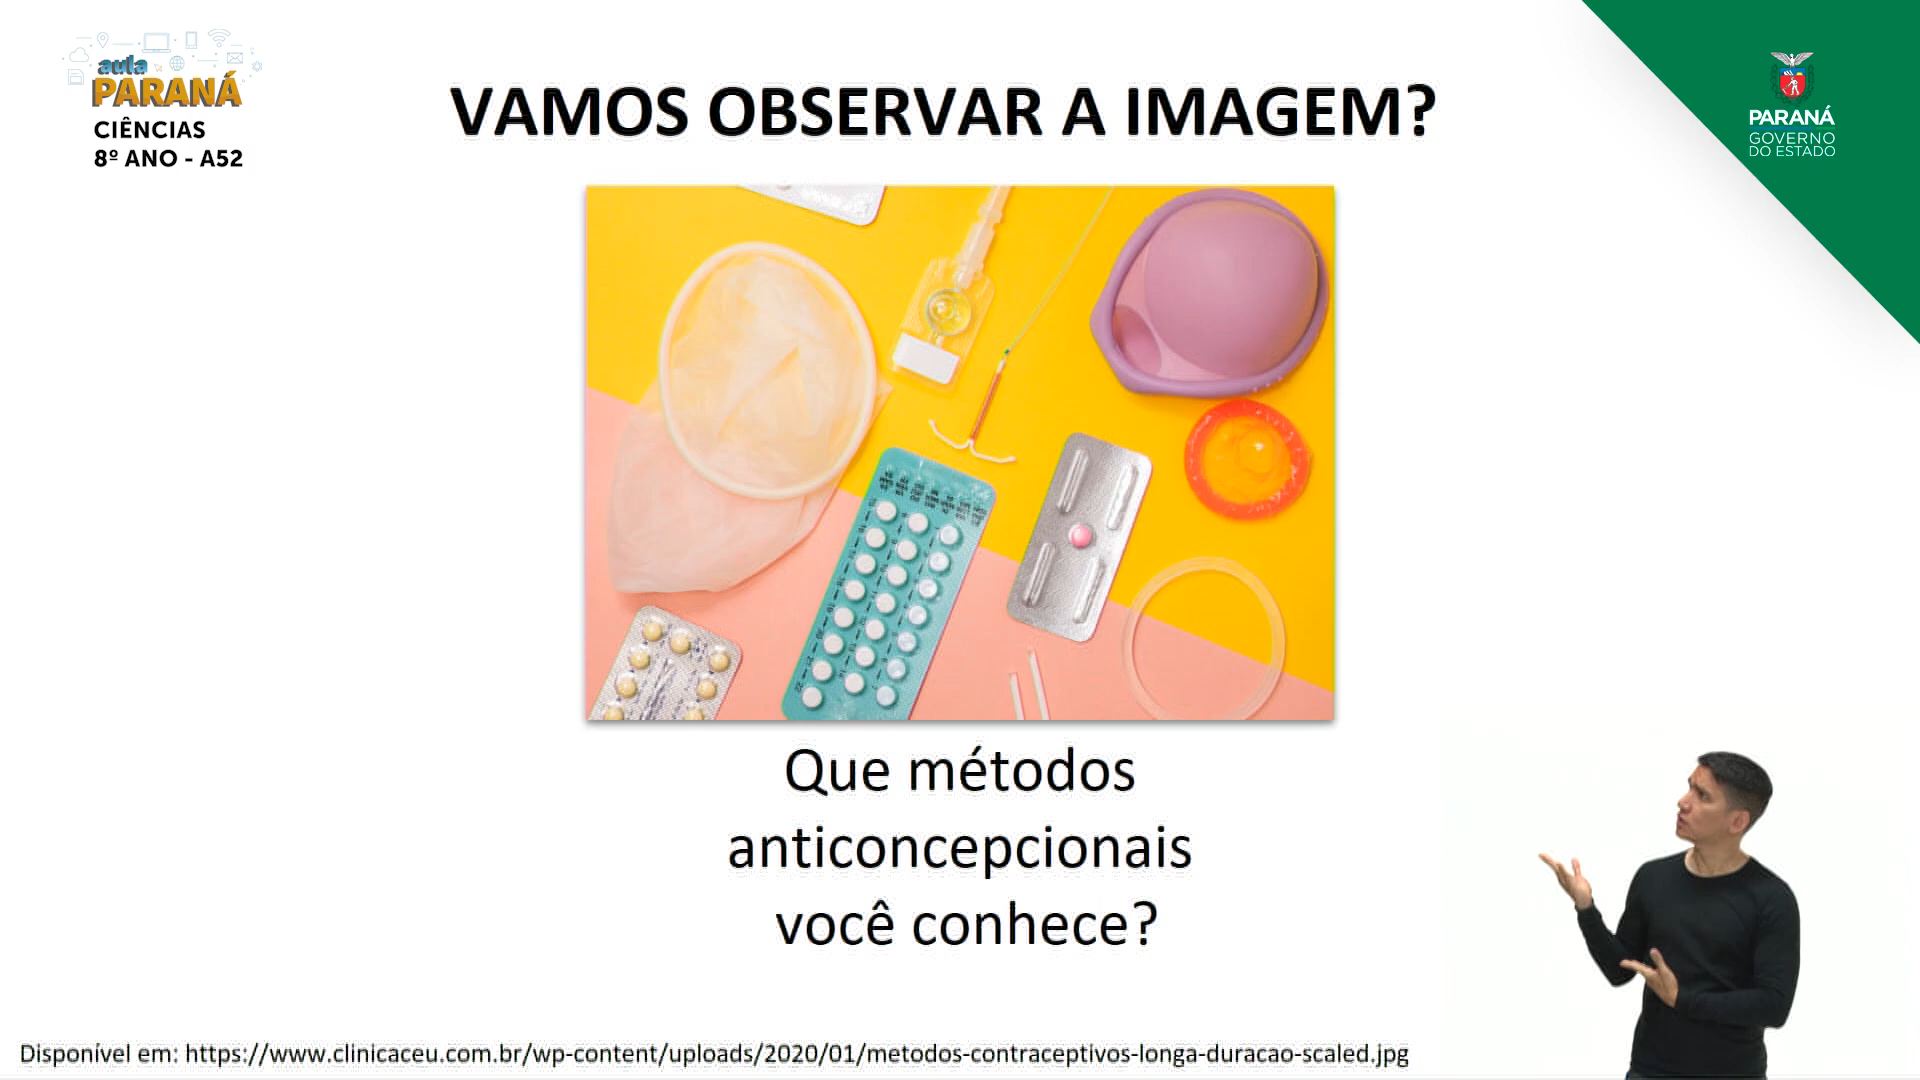 aula
PARANÁ
CIÊNCIAS
8º ANO - A52
VAMOS OBSERVAR A IMAGEM?
PARANÁ
GOVERNO
DO ESTADO
Que métodos
anticoncepcionais
você conhece?
Disponível em: https://www.clinicaceu.com.br/wp-content/uploads/2020/01/metodos-contraceptivos-longa-duracao-scaled.jpg